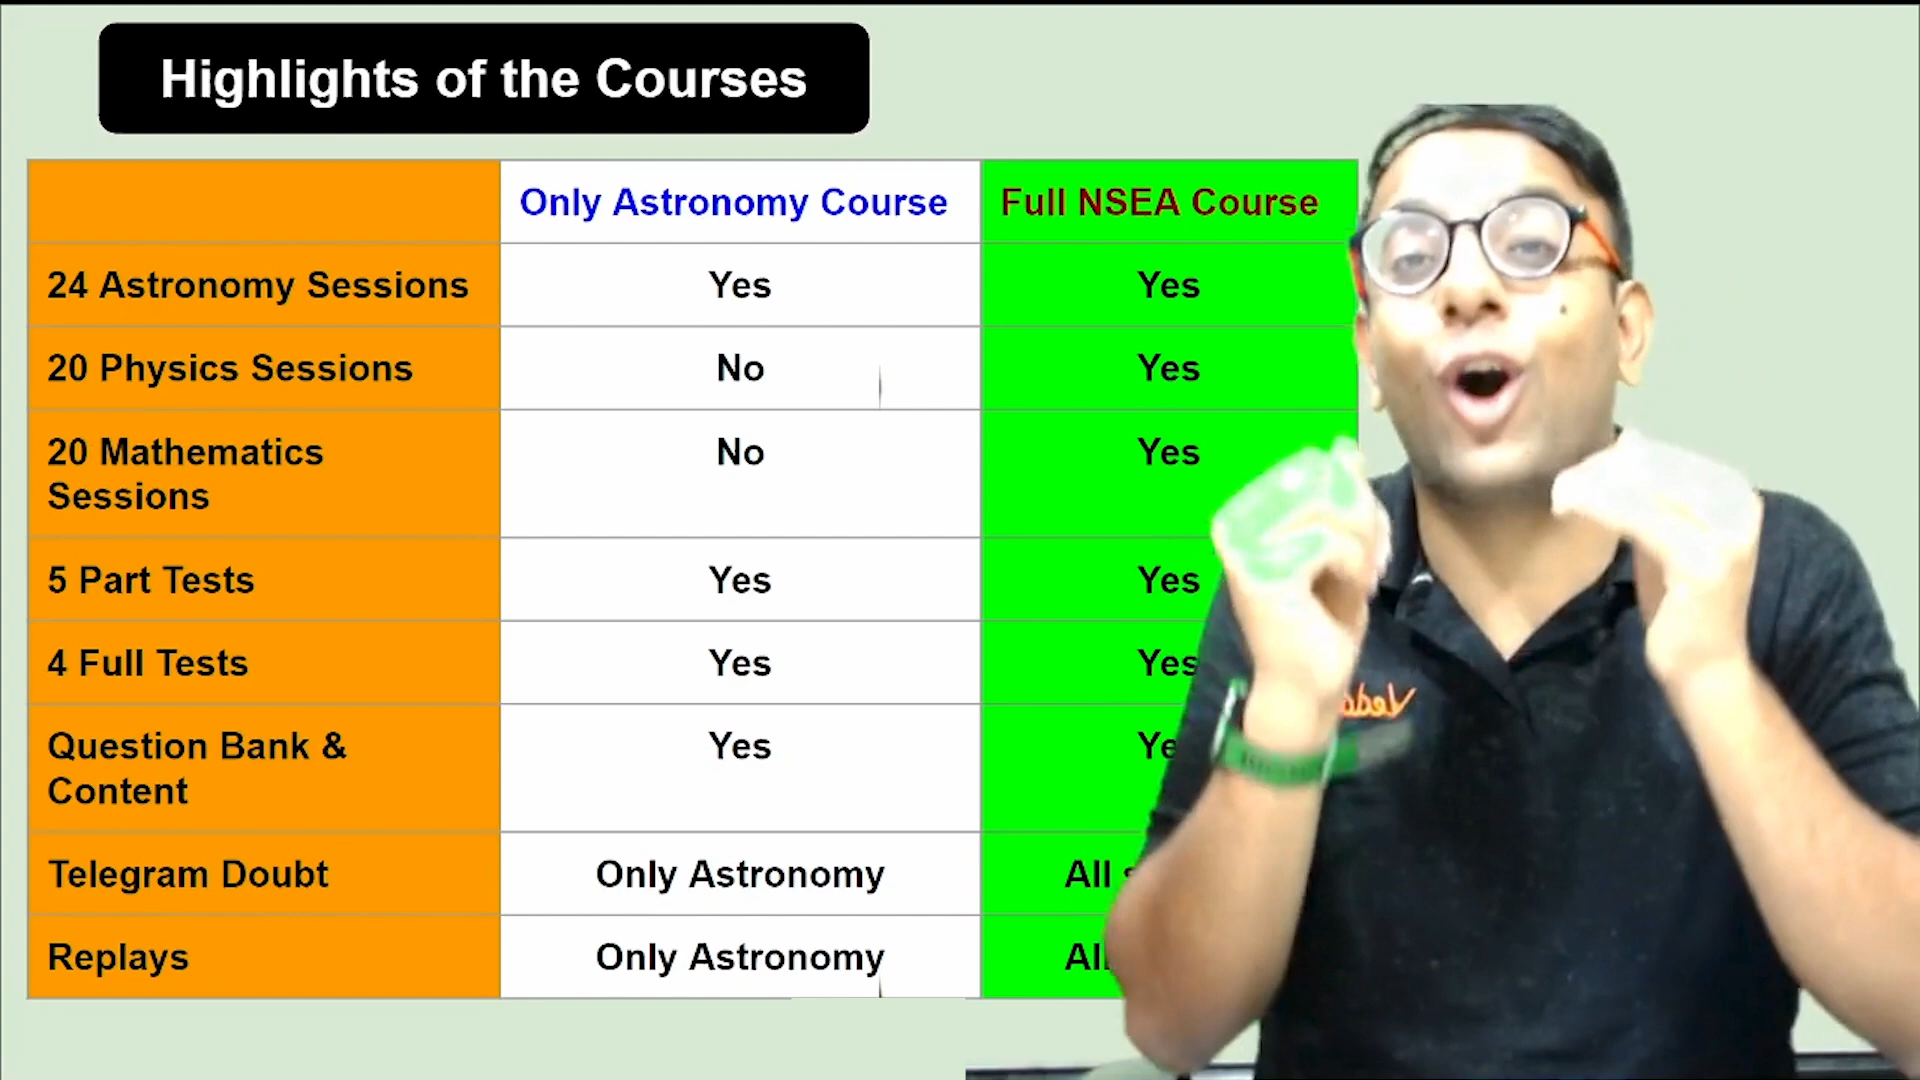 Highlights of the Courses
Only Astronomy Course Full NSEA Course
24 Astronomy Sessions Yes Yes
20 Physics Sessions No Yes
20 Mathematics No Yes
Sessions
5 Part Tests Yes Yes
4 Full Tests Yes Yes
Question Bank & Yes
Content
Telegram Doubt Only Astronomy All
Replays Only Astronomy